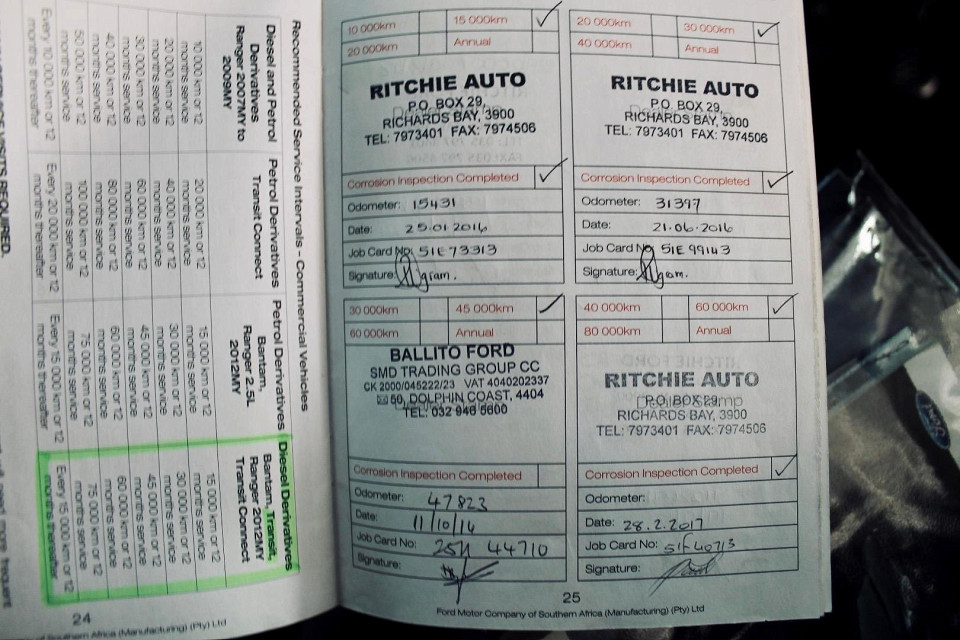 Recommended Service Intervals - Commercial Vehicles
Diesel and Petrol
Derivatives
Ranger 2007MY to
2009MY
10 000 km or 12
months service
20 000 km or 12
months service
30 000 km or 12
months service
40 000 km or 12
months service
50 000 km or 12
months service
Every 10 000 km or 12
months thereafter
Petrol Derivatives
Transit Connect
20 000 km or 12
months service
40 000 km or 12
months service
60 000 km or 12
months service
80 000 km or 12
months service
100 000 km or 12
months service
Every 20 000 km or 12
months thereafter
Petrol Derivatives
Bantam,
Ranger 2.5L
2012MY
15 000 km or 12
months service
30 000 km or 12
months service
45 000 km or 12
months service
60 000 km or 12
months service
75 000 km or 12
months service
Every 15 000 km or 12
months thereafter
Diesel Derivatives
Bantam, Transit,
Ranger 2012MY
Transit Connect
15 000 km or 12
months service
30 000 km or 12
months service
45 000 km or 12
months service
60 000 km or 12
months service
75 000 km or 12
months service
Every 15 000 km or 12
months thereafter
VISITS REQUIRED.
more frequent
24
Southern Africa (Manufacturing) (Pty) Ltd
10 000km 15 000km
20 000km Annual
RITCHIE AUTO
P.O. BOX 29,
RICHARDS BAY, 3900
TEL: 7973401 FAX: 7974506
Corrosion Inspection Completed
Odometer: 15431
Date: 25.01.2016
Job Card No: 51E73313
Signature:
20 000km 30 000km
40 000km Annual
RITCHIE AUTO
P.O. BOX 29,
RICHARDS BAY, 3900
TEL: 7973401 FAX: 7974506
Corrosion Inspection Completed
Odometer: 31397
Date: 21.06.2016
Job Card No: 51E 99143
Signature:
30 000km 45 000km
60 000km Annual
BALLITO FORD
SMD TRADING GROUP CC
CK 2000/045222/23 VAT 4040202337
50, DOLPHIN COAST, 4404
TEL: 032 946 5600
Corrosion Inspection Completed
Odometer: 47823
Date: 11/10/16
Job Card No: 44710
Signature:
40 000km 60 000km
80 000km Annual
RITCHIE AUTO
P.O. BOX 29,
RICHARDS BAY, 3900
TEL: 7973401 FAX: 7974506
Corrosion Inspection Completed
Odometer:
Date: 28.2.2017
Job Card No: 51F40713
Signature:
25
Ford Motor Company of Southern Africa (Manufacturing) (Pty) Ltd